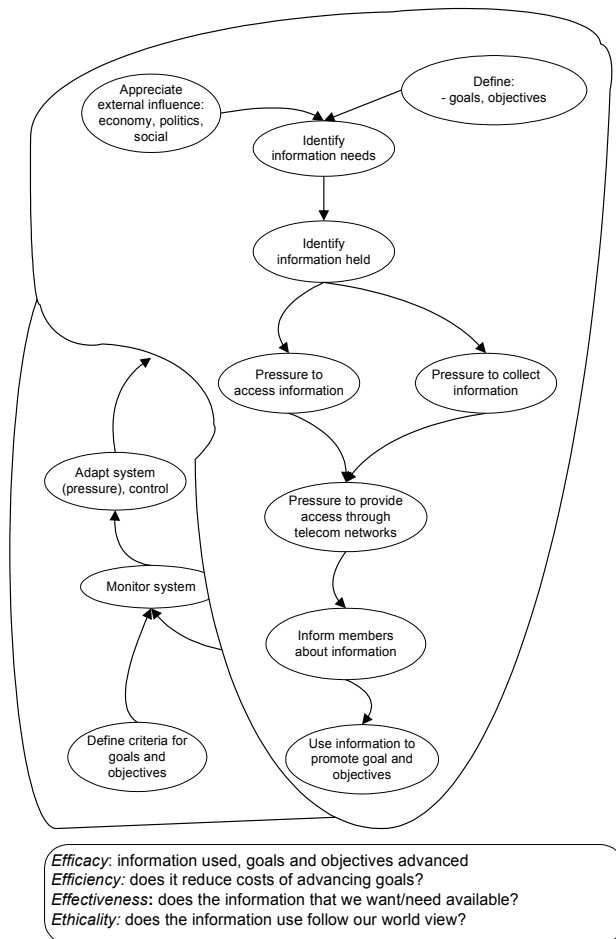 Appreciate
external influence:
economy, politics,
social
Define:
- goals, objectives
Identify
information needs
Identify
information held
Pressure to
access information
Pressure to collect
information
Adapt system
(pressure), control
Pressure to provide
access through
telecom networks
Monitor system
Inform members
about information
Define criteria for
goals and
objectives
Use information to
promote goal and
objectives
Efficacy: information used, goals and objectives advanced
Efficiency: does it reduce costs of advancing goals?
Effectiveness: does the information that we want/need available?
Ethicality: does the information use follow our world view?